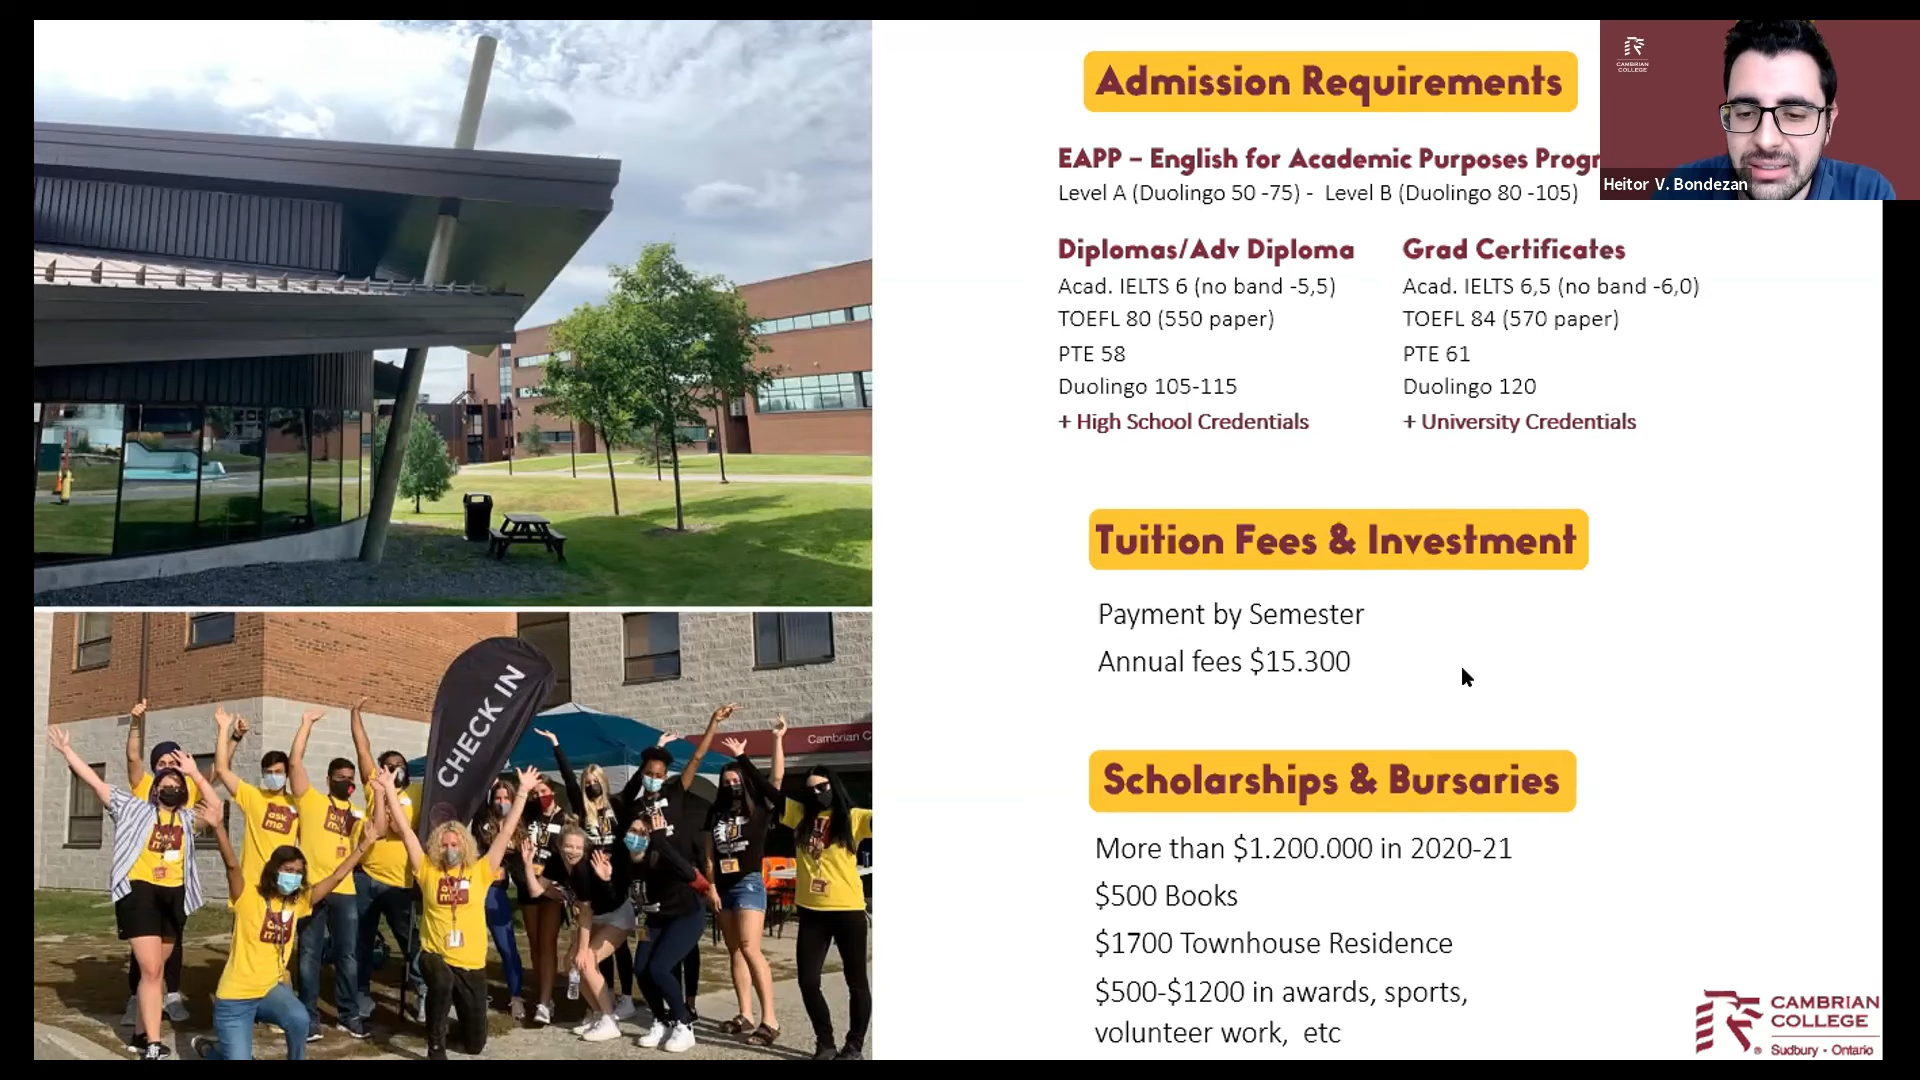 Admission Requirements
EAPP – English for Academic Purposes Progr
Level A (Duolingo 50 -75) - Level B (Duolingo 80 -105)
Diplomas/Adv Diploma
Acad. IELTS 6 (no band -5,5)
TOEFL 80 (550 paper)
PTE 58
Duolingo 105-115
+ High School Credentials
Grad Certificates
Acad. IELTS 6,5 (no band -6,0)
TOEFL 84 (570 paper)
PTE 61
Duolingo 120
+ University Credentials
Tuition Fees & Investment
Payment by Semester
Annual fees $15.300
Scholarships & Bursaries
More than $1.200.000 in 2020-21
$500 Books
$1700 Townhouse Residence
$500-$1200 in awards, sports,
volunteer work, etc
CAMBRIAN
COLLEGE
Heitor V. Bondezan
CHECK IN
Cambrian C
ask
me.
CAMBRIAN
COLLEGE
®
Sudbury • Ontario